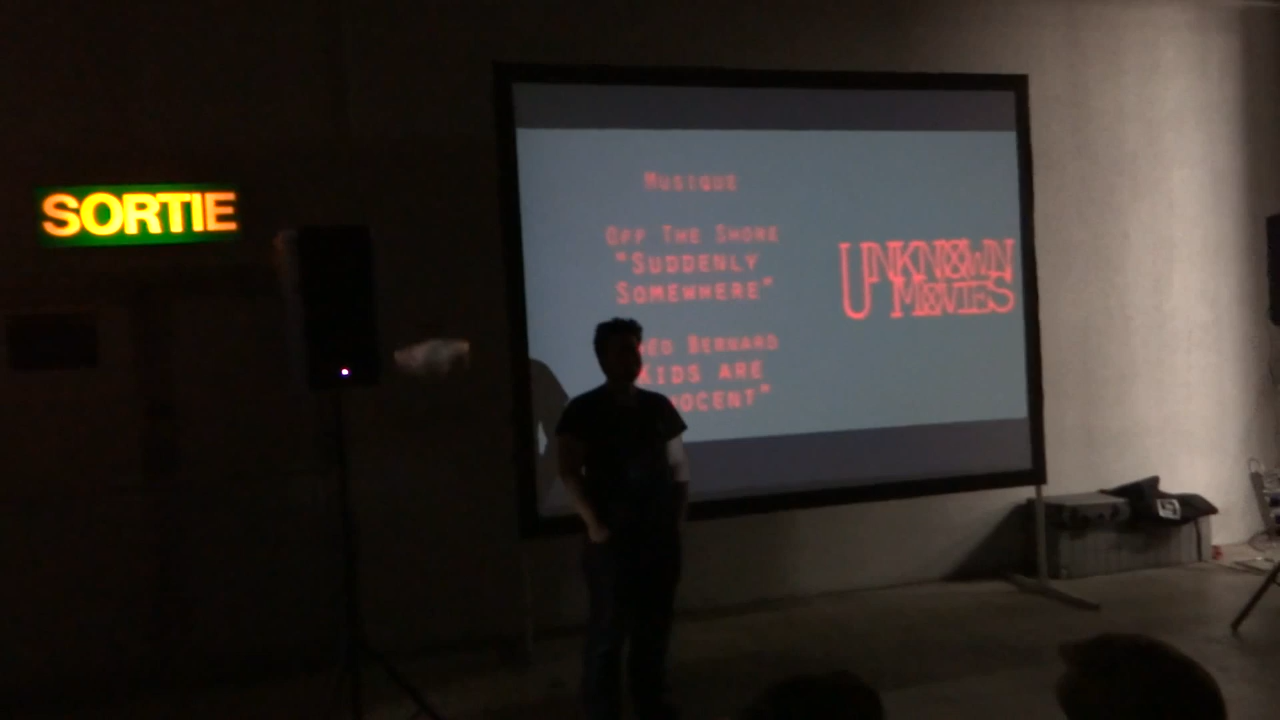 SORTIE
MUSIQUE
OFF THE SHORE
"SUDDENLY
SOMEWHERE"
BERNARD
KIDS ARE
UNKNOWN
MOVIES